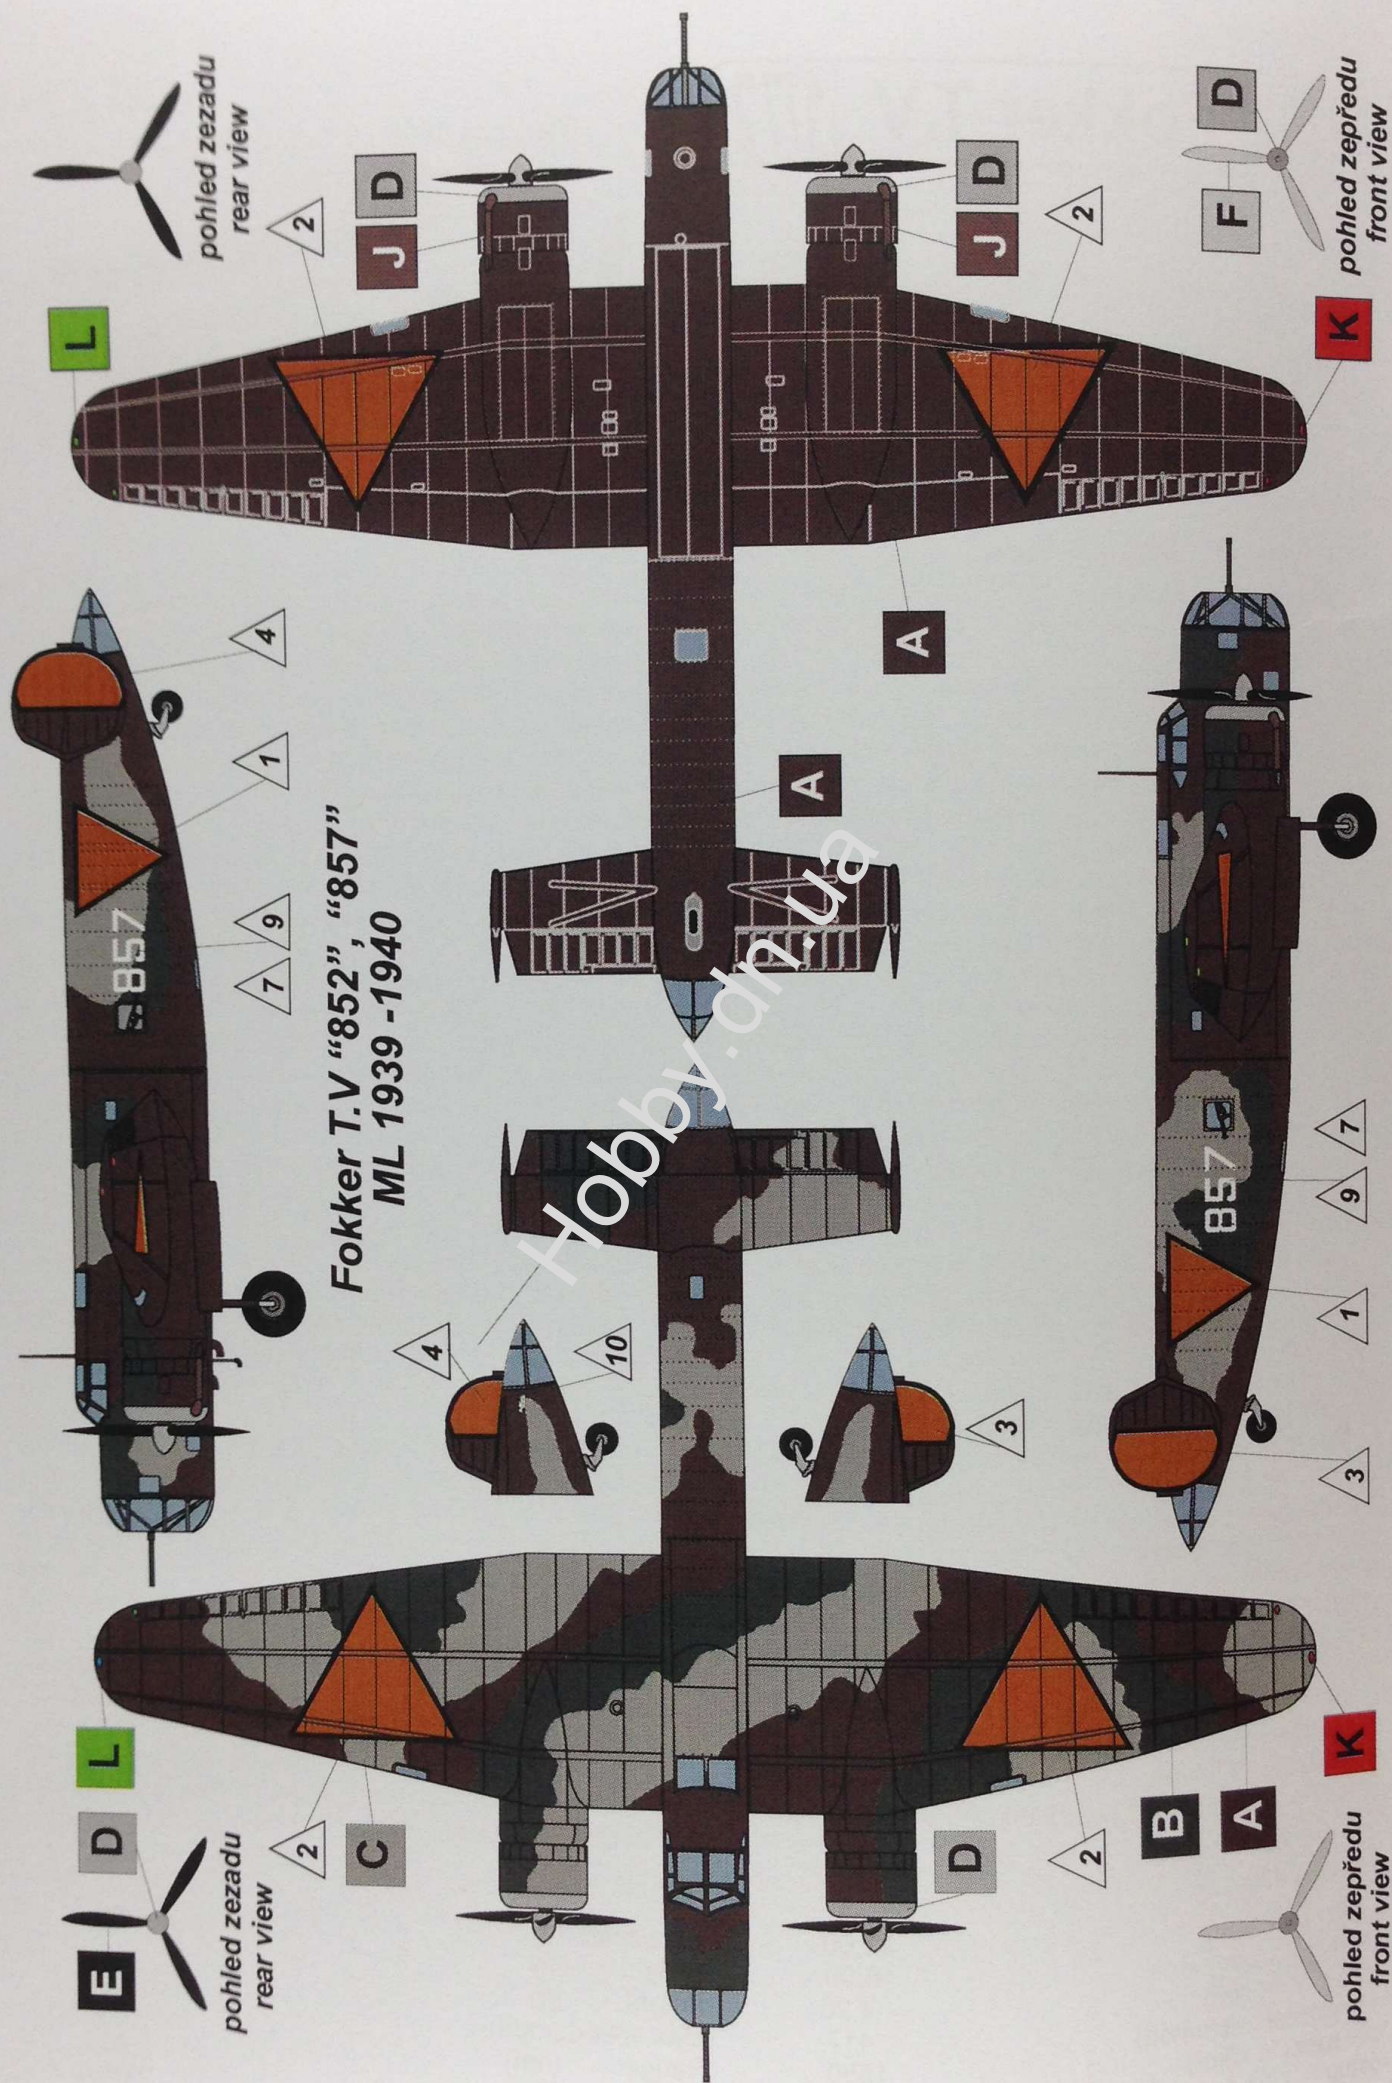 Fokker T.V “852”, “857”
ML 1939 -1940
pohled zezadu
rear view
2
D
J
L
D
J
2
D
F
pohled zepředu
front view
K
A
A
4
1
9
7
857
4
10
3
857
7
9
1
3
L
D
E
pohled zezadu
rear view
2
C
D
2
B
A
K
pohled zepředu
front view
Hobby.dn.ua